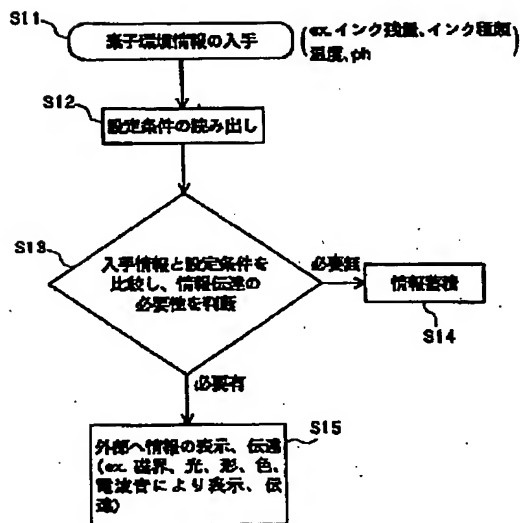 S11
素子環境情報の入手
(ex.インク残量、インク種類
温度、ph)
S12
設定条件の読み出し
S13
入手情報と設定条件を
比較し、情報伝達の
必要性を判断
必要無
情報蓄積
S14
必要有
S15
外部へ情報の表示、伝達
(ex. 磁界、光、形、色、
電波音により表示、伝
達)